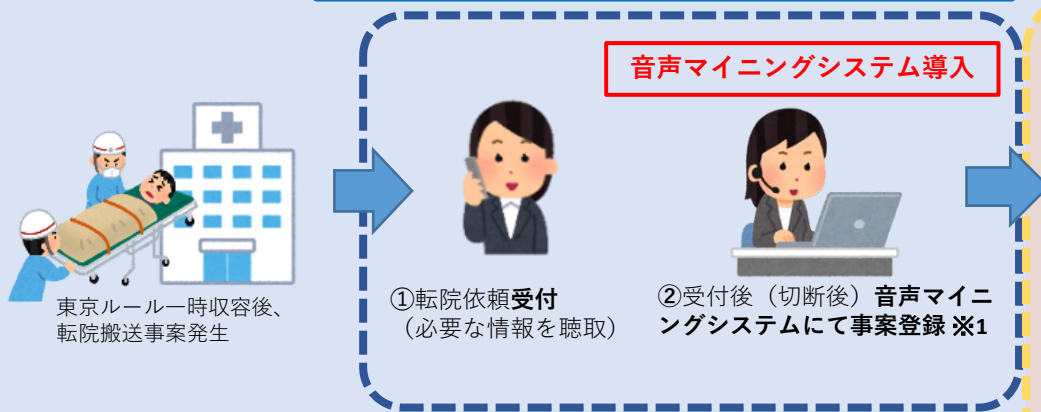 音声マイニングシステム導入
東京ルール一時収容後、
転院搬送事案発生
①転院依頼受付
（必要な情報を聴取）
②受付後（切断後）音声マイニ
ングシステムにて事案登録 ※1